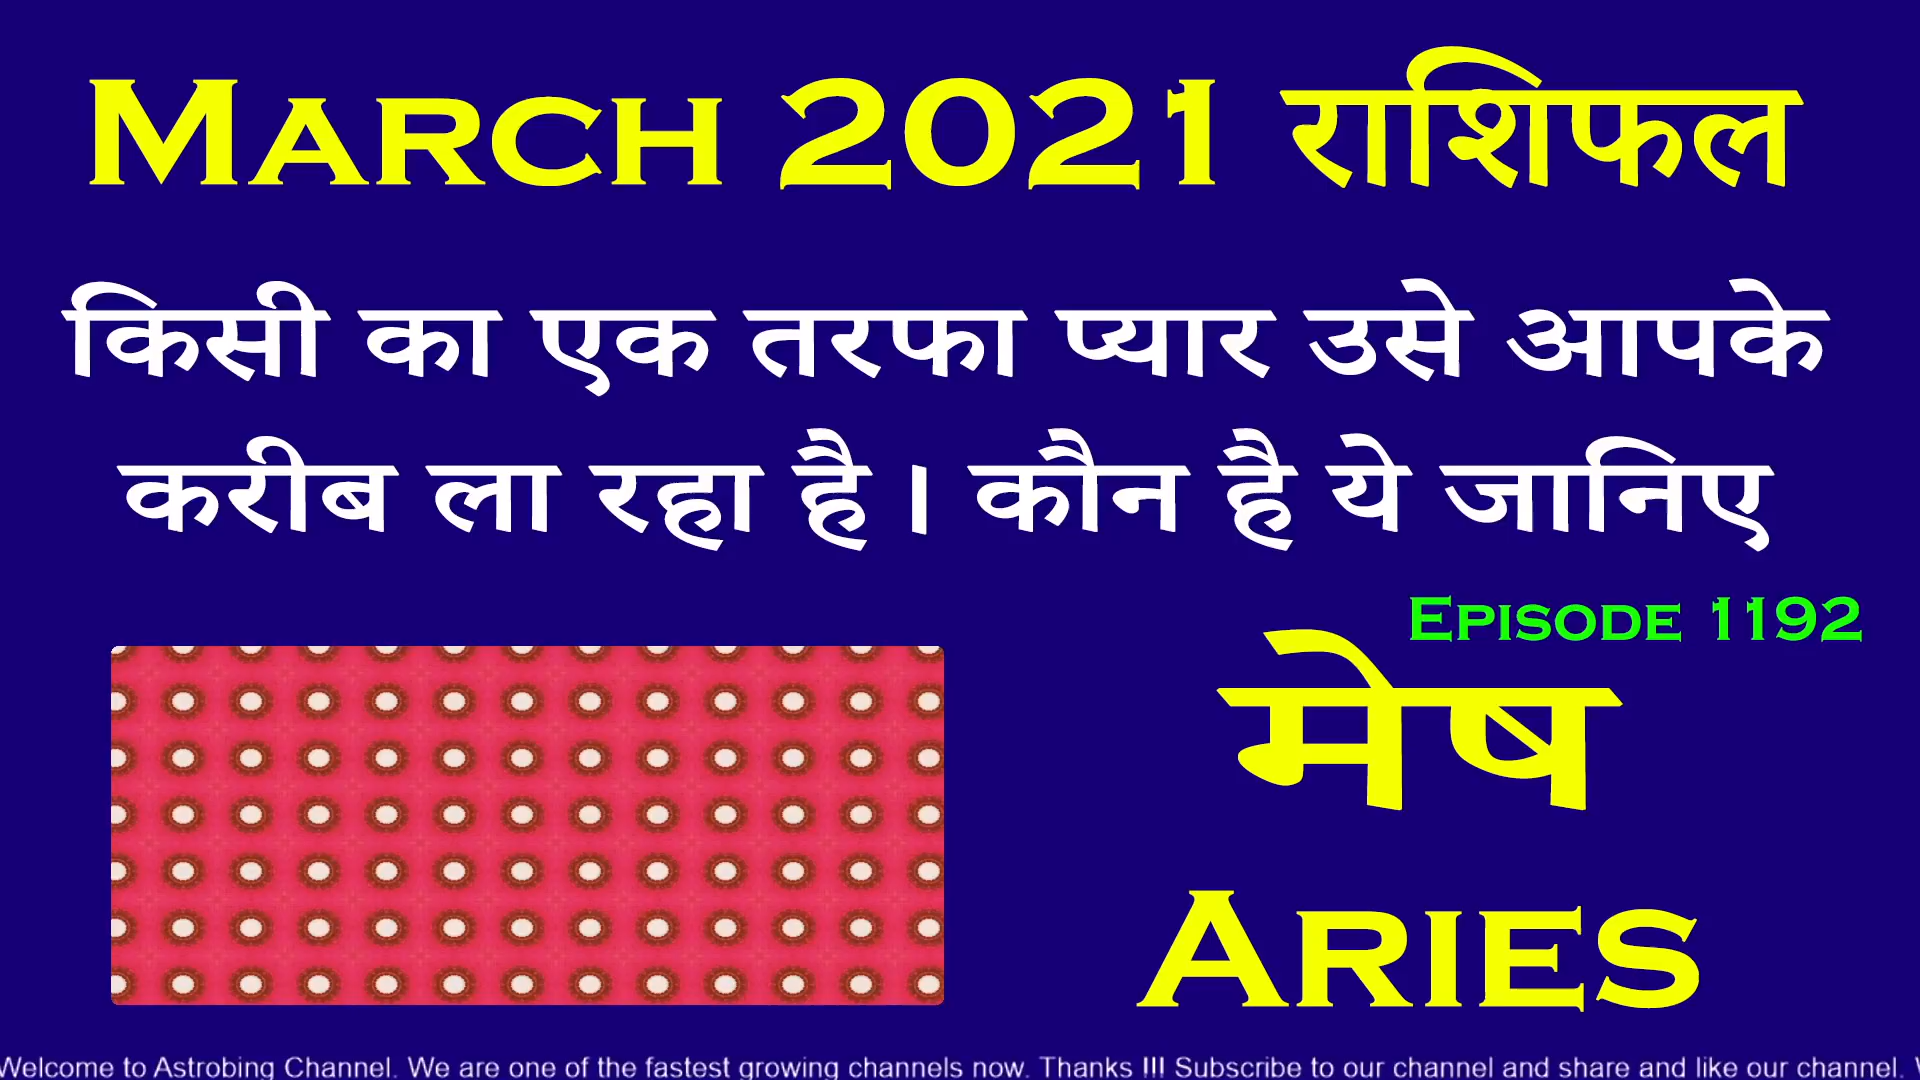 March 2021 राशिफल
किसी का एक तरफा प्यार उसे आपके
करीब ला रहा है। कौन है ये जानिए
Episode 1192
मेष
Aries
Welcome to Astrobing Channel. We are one of the fastest growing channels now. Thanks !!! Subscribe to our channel and share and like our channel.